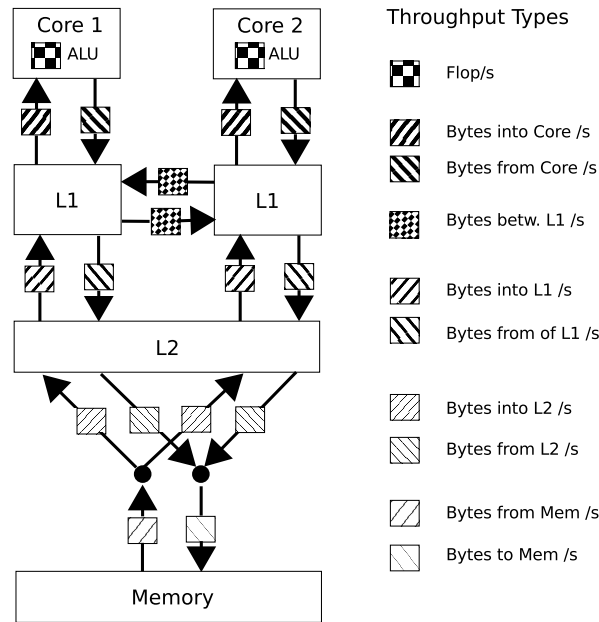 Throughput Types
Core 1
ALU
Core 2
ALU
Flop/s
Bytes into Core /s
Bytes from Core /s
L1
L1
Bytes betw. L1 /s
Bytes into L1 /s
Bytes from of L1 /s
L2
Bytes into L2 /s
Bytes from L2 /s
Bytes from Mem /s
Bytes to Mem /s
Memory